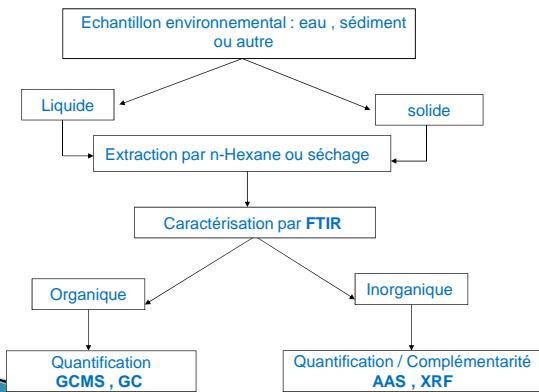 Echantillon environnemental : eau , sédiment
ou autre
Liquide
solide
Extraction par n-Hexane ou séchage
Caractérisation par FTIR
Organique
Inorganique
Quantification
GCMS , GC
Quantification / Complémentarité
AAS , XRF